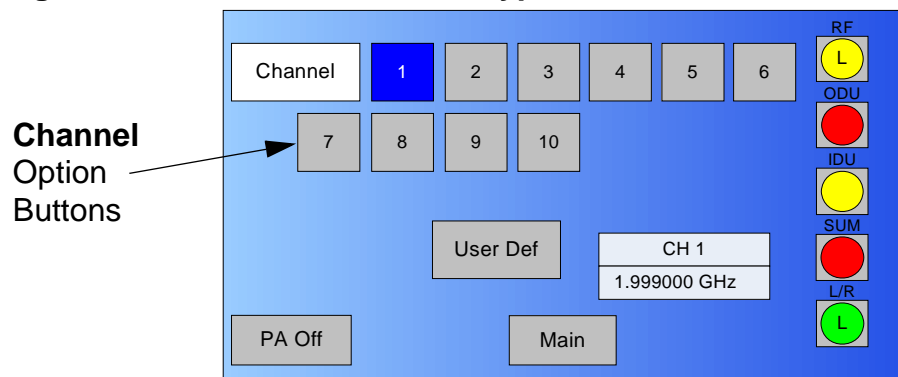 Channel 1 2 3 4 5 6
7 8 9 10
Channel
Option
Buttons
User Def
CH 1
1.999000 GHz
PA Off
Main
RF
L
ODU
IDU
SUM
L/R
L